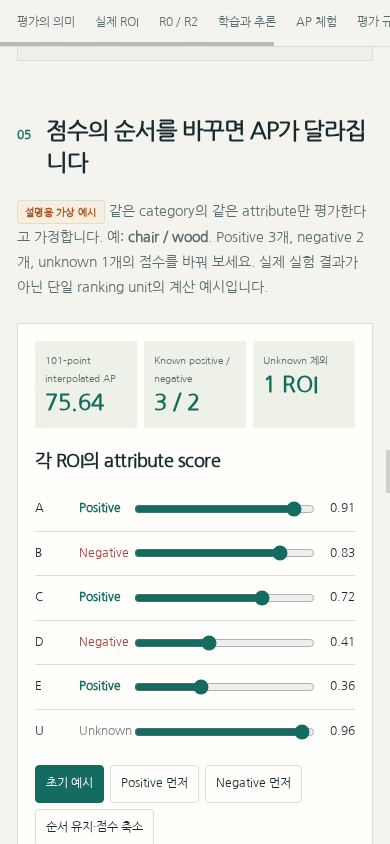 평가의 의미 실제 ROI R0 / R2 학습과 추론 AP 체험 평가 규
05 점수의 순서를 바꾸면 AP가 달라집
니다
설명용 가상 예시 같은 category의 같은 attribute만 평가한다
고 가정합니다. 예: chair / wood. Positive 3개, negative 2
개, unknown 1개의 점수를 바꿔 보세요. 실제 실험 결과가
아닌 단일 ranking unit의 계산 예시입니다.
101-point
interpolated AP
75.64
Known positive /
negative
3 / 2
Unknown 제외
1 ROI
각 ROI의 attribute score
A Positive 0.91
B Negative 0.83
C Positive 0.72
D Negative 0.41
E Positive 0.36
U Unknown 0.96
초기 예시 Positive 먼저 Negative 먼저
순서 유지·점수 축소